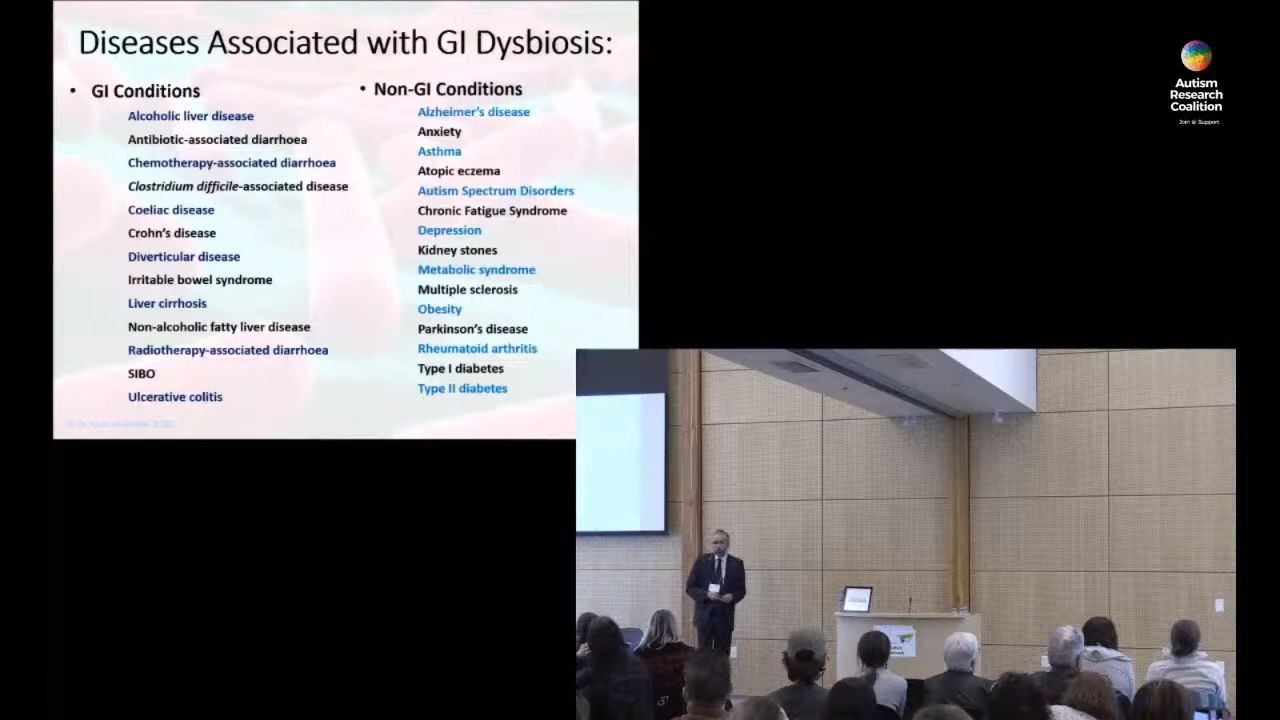 Diseases Associated with GI Dysbiosis:
• GI Conditions
Alcoholic liver disease
Antibiotic-associated diarrhoea
Chemotherapy-associated diarrhoea
Clostridium difficile-associated disease
Coeliac disease
Crohn's disease
Diverticular disease
Irritable bowel syndrome
Liver cirrhosis
Non-alcoholic fatty liver disease
Radiotherapy-associated diarrhoea
SIBO
Ulcerative colitis
• Non-GI Conditions
Alzheimer's disease
Anxiety
Asthma
Atopic eczema
Autism Spectrum Disorders
Chronic Fatigue Syndrome
Depression
Kidney stones
Metabolic syndrome
Multiple sclerosis
Obesity
Parkinson's disease
Rheumatoid arthritis
Type I diabetes
Type II diabetes
Autism
Research
Coalition
Join & Support